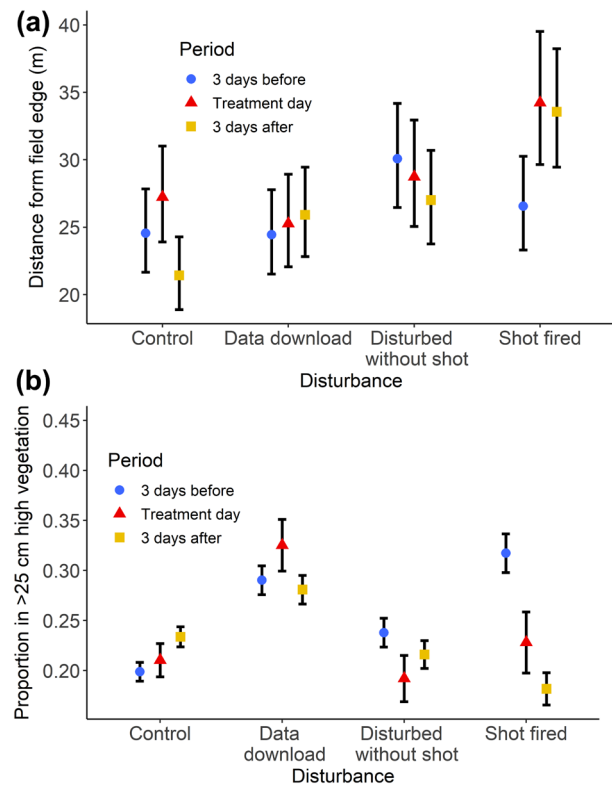 (a)
Distance form field edge (m)
40
35
30
25
20
Period
3 days before
Treatment day
3 days after
Control
Data download
Disturbed
without shot
Shot fired
Disturbance
(b)
Proportion in >25 cm high vegetation
0.45
0.40
0.35
0.30
0.25
0.20
Period
3 days before
Treatment day
3 days after
Control
Data
download
Disturbed
without shot
Shot fired
Disturbance